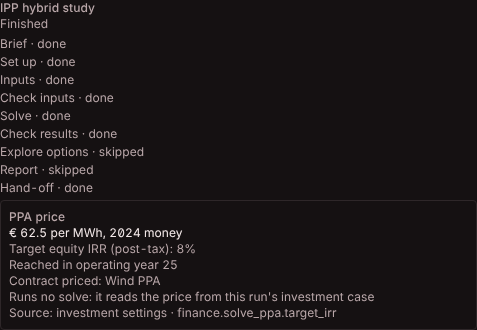 IPP hybrid study
Finished
Brief · done
Set up · done
Inputs · done
Check inputs · done
Solve · done
Check results · done
Explore options · skipped
Report · skipped
Hand-off · done
PPA price
€ 62.5 per MWh, 2024 money
Target equity IRR (post-tax): 8%
Reached in operating year 25
Contract priced: Wind PPA
Runs no solve: it reads the price from this run's investment case
Source: investment settings · finance.solve_ppa.target_irr